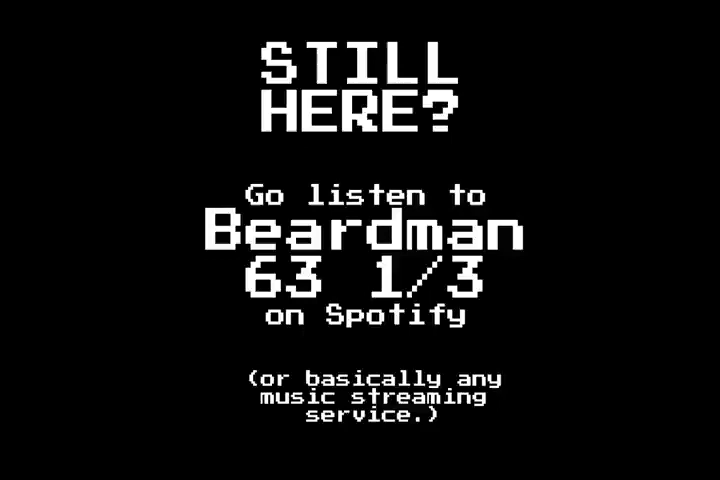 STILL
HERE?
Go listen to
Beardman
63 1/3
on Spotify
(or basically any
music streaming
service.)